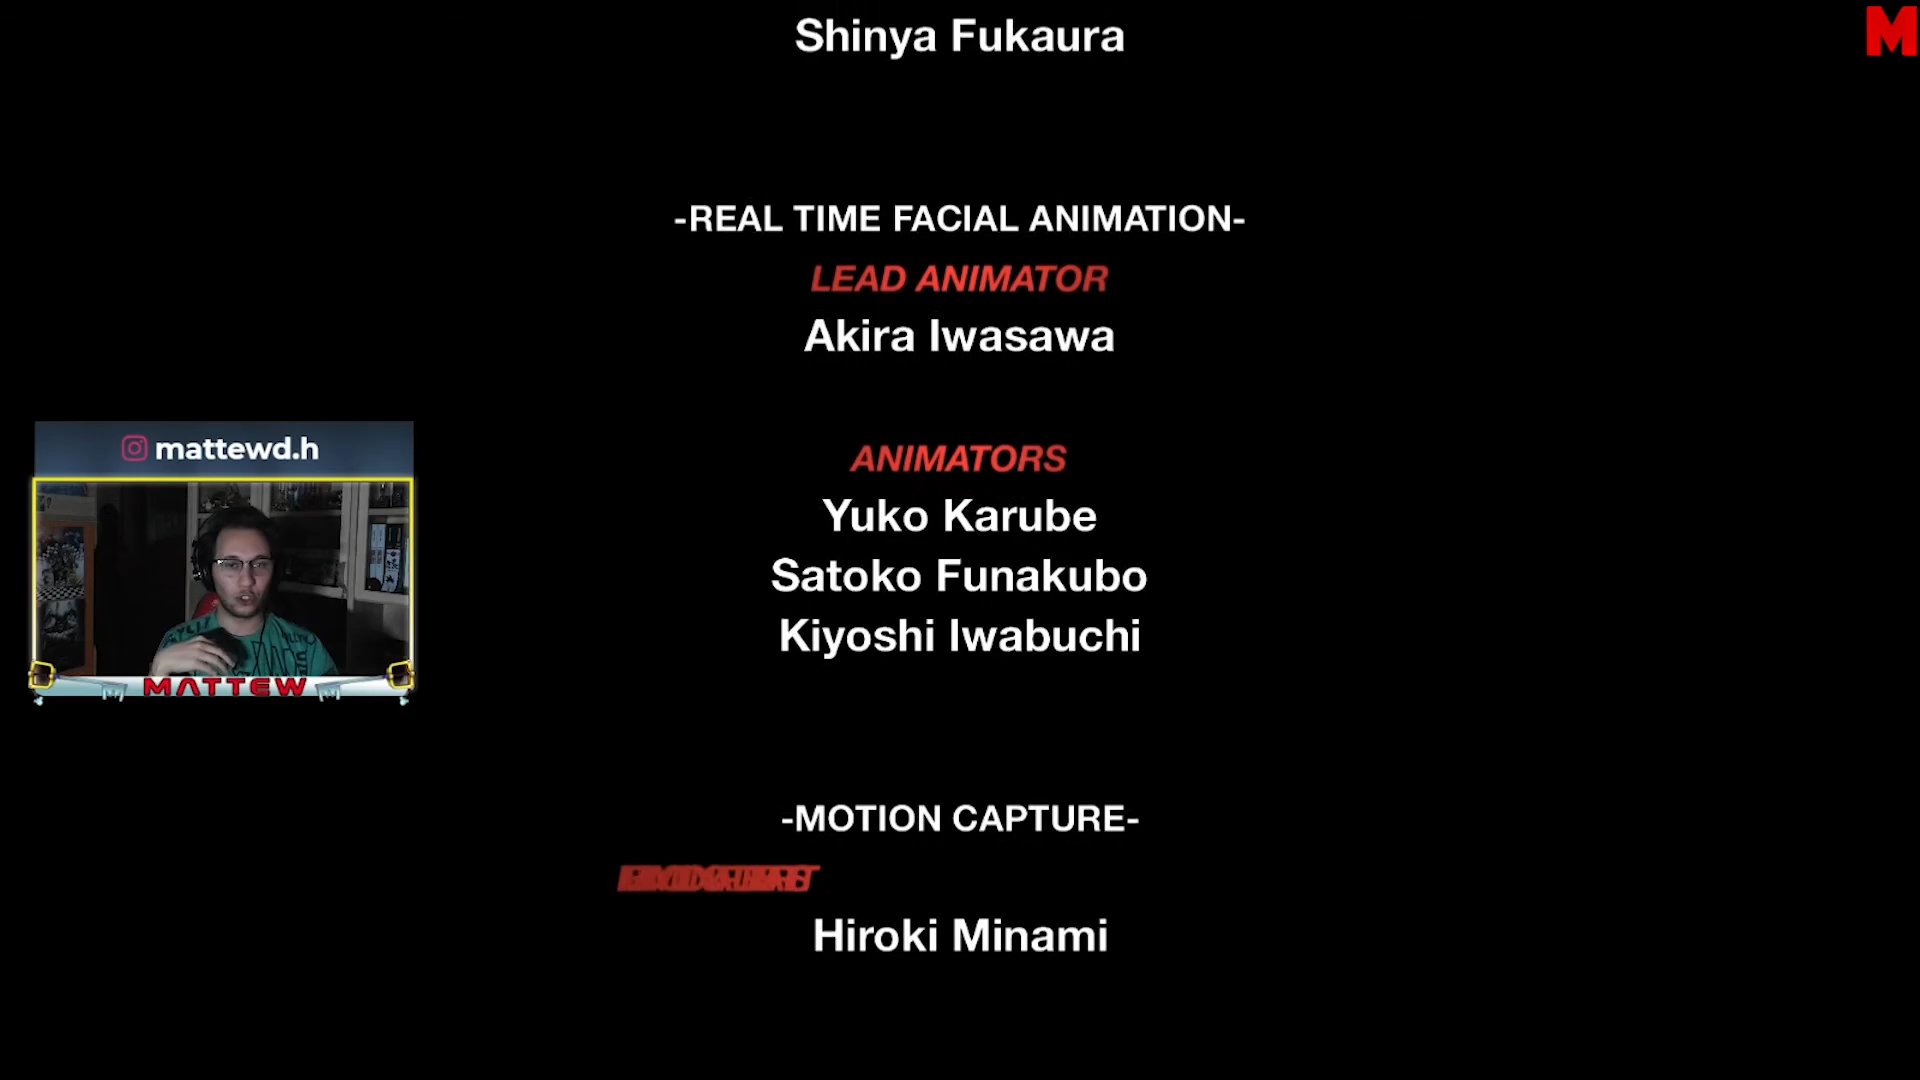 Shinya Fukaura
M
-REAL TIME FACIAL ANIMATION-
LEAD ANIMATOR
Akira Iwasawa
mattewd.h
ANIMATORS
Yuko Karube
Satoko Funakubo
Kiyoshi Iwabuchi
MATTEW
-MOTION CAPTURE-
Hiroki Minami